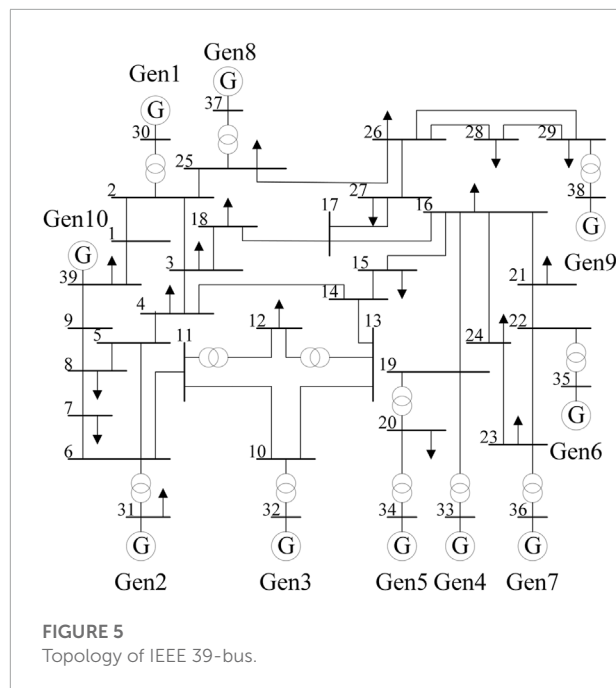 Gen8
Gen1
G
37
G
30
26
28
29
25
2
27
38
17
16
18
G
Gen10
1
Gen9
G
3
15
21
39
14
4
13
22
9
12
11
5
24
19
8
35
G
7
20
10
23
Gen6
6
31
32
34
33
36
G
G
G
G
G
Gen2
Gen3
Gen5
Gen4
Gen7
FIGURE 5
Topology of IEEE 39-bus.